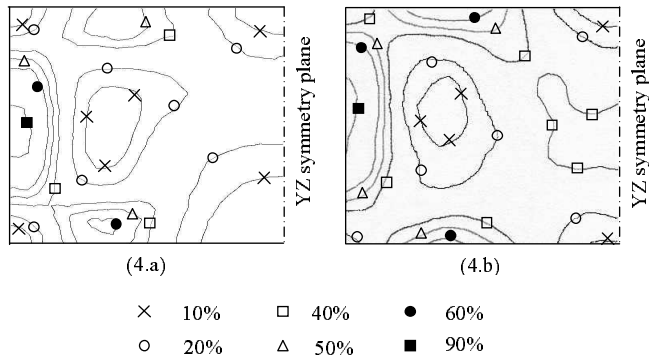 YZ symmetry plane
YZ symmetry plane
(4.a)
(4.b)
10% 40% 60%
20% 50% 90%